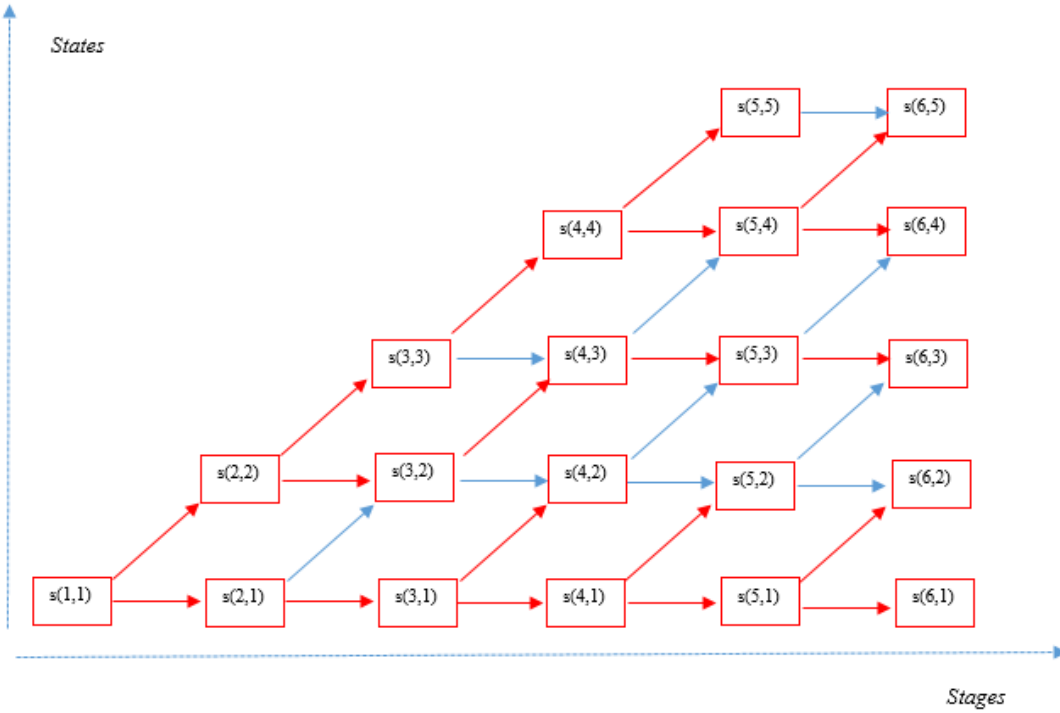 States
s(5,5) s(6,5)
s(4,4) s(5,4) s(6,4)
s(3,3) s(4,3) s(5,3) s(6,3)
s(2,2) s(3,2) s(4,2) s(5,2) s(6,2)
s(1,1) s(2,1) s(3,1) s(4,1) s(5,1) s(6,1)
Stages